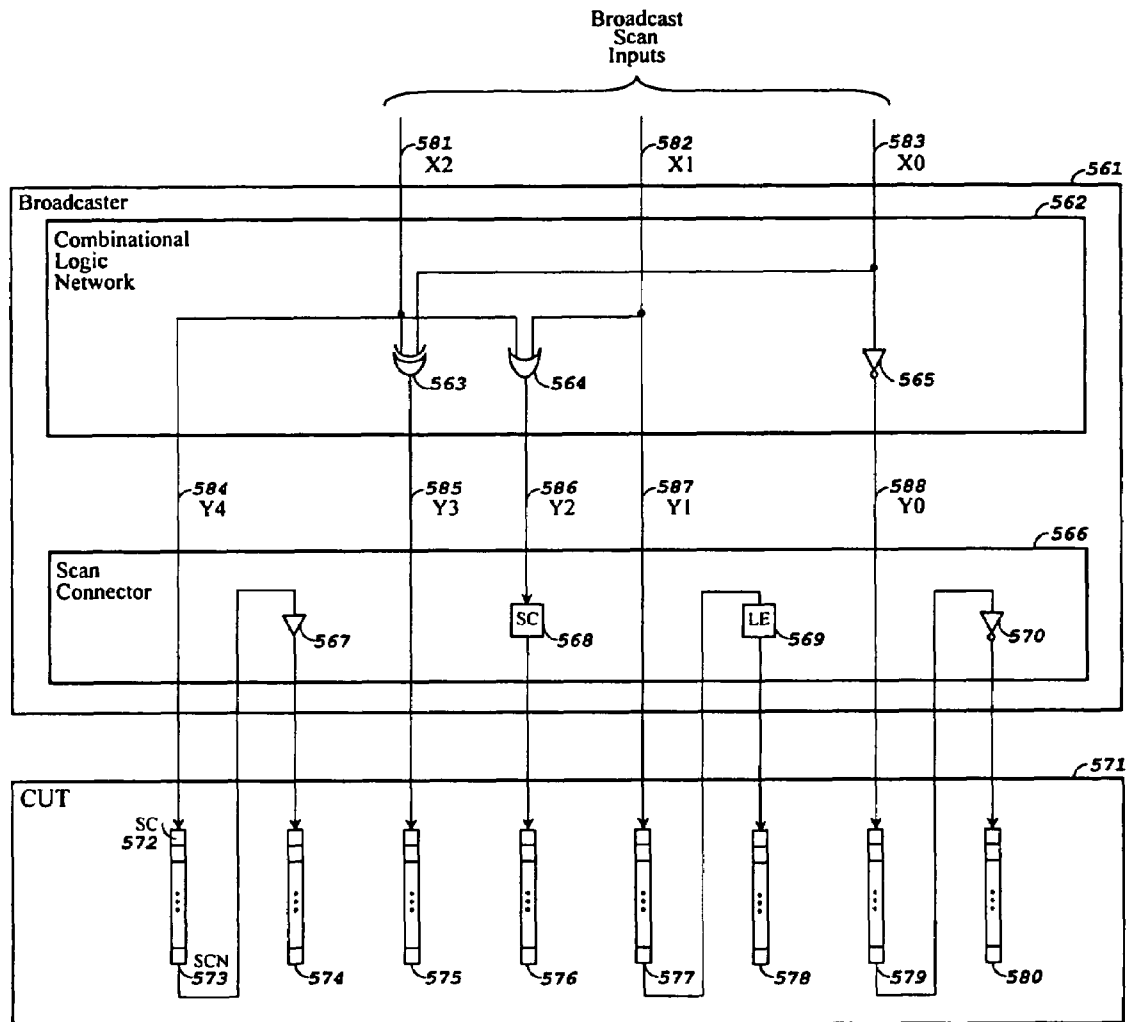 Broadcast
Scan
Inputs
581
X2
582
X1
583
X0
561
Broadcaster
562
Combinational
Logic
Network
563
564
565
584
Y4
585
Y3
586
Y2
587
Y1
588
Y0
566
Scan
Connector
567
SC
568
LE
569
570
571
CUT
SC
572
SCN
573
574
575
576
577
578
579
580